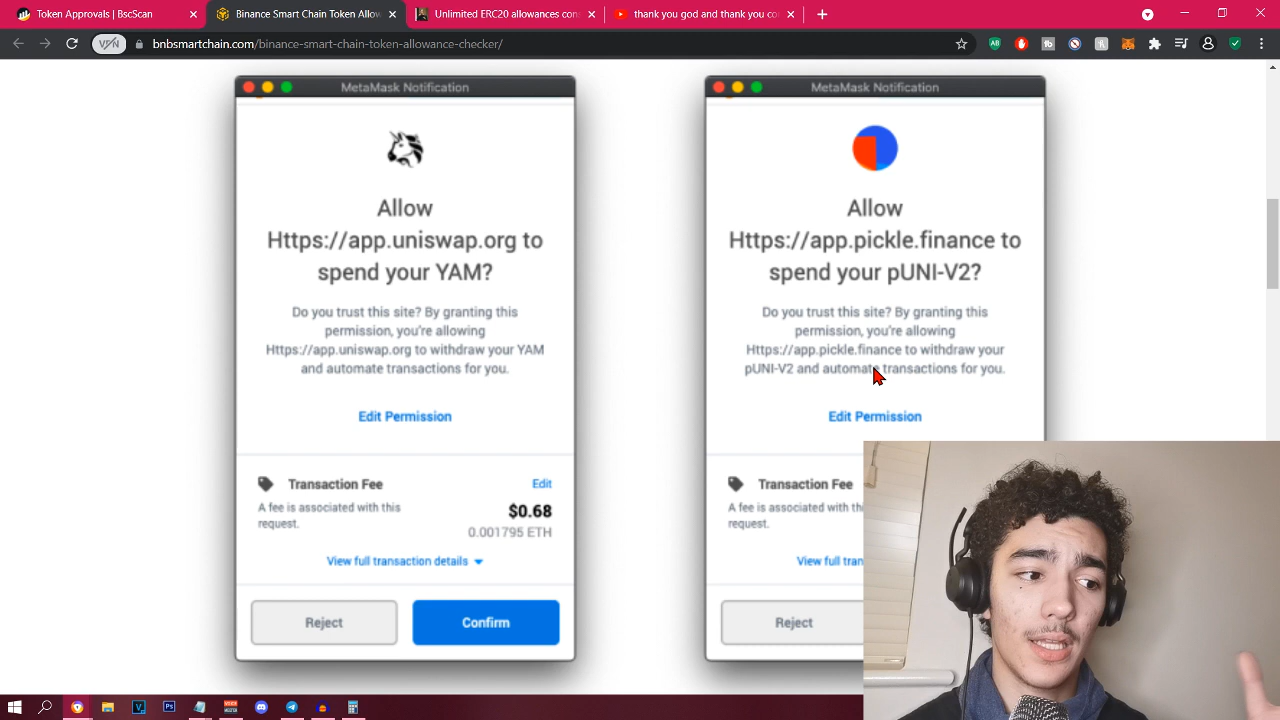 Token Approvals | BscScan
Binance Smart Chain Token Allow
Unlimited ERC20 allowances con
thank you god and thank you co
VPN
bnbsmartchain.com/binance-smart-chain-token-allowance-checker/
MetaMask Notification
Allow
Https://app.uniswap.org to
spend your YAM?
Do you trust this site? By granting this
permission, you're allowing
Https://app.uniswap.org to withdraw your YAM
and automate transactions for you.
Edit Permission
Transaction Fee
Edit
A fee is associated with this
request.
$0.68
0.001795 ETH
View full transaction details
Reject
Confirm
MetaMask Notification
Allow
Https://app.pickle.finance to
spend your pUNI-V2?
Do you trust this site? By granting this
permission, you're allowing
Https://app.pickle.finance to withdraw your
pUNI-V2 and automate transactions for you.
Edit Permission
Transaction Fee
A fee is associated with this
request.
View full tran
Reject